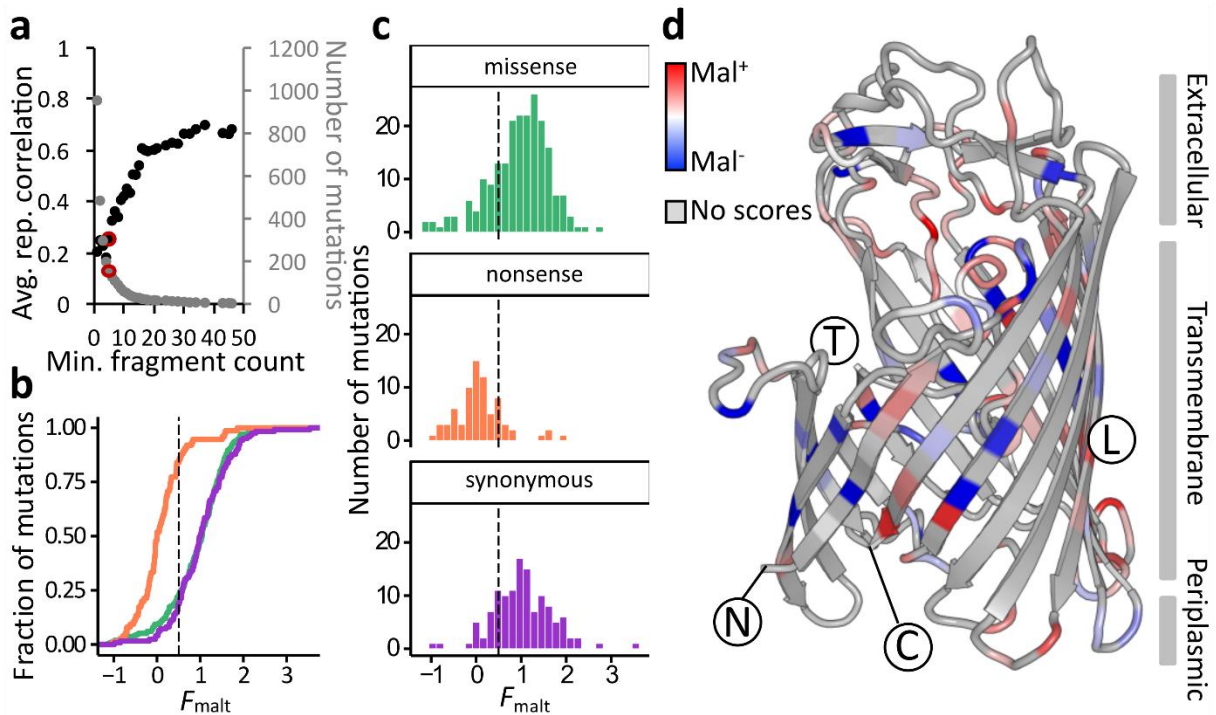 a
Avg. rep. correlation
1
0.8
0.6
0.4
0.2
0
1200
1000
800
600
400
200
0
Number of mutations
0 10 20 30 40 50
Min. fragment count
b
Fraction of mutations
1.00
0.75
0.50
0.25
0.00
−1 0 1 2 3
Fmalt
c
missense
20
10
0
nonsense
20
10
0
synonymous
20
10
0
Number of mutations
−1 0 1 2 3
Fmalt
d
Mal+
Mal-
No scores
T
L
N
C
Extracellular
Transmembrane
Periplasmic